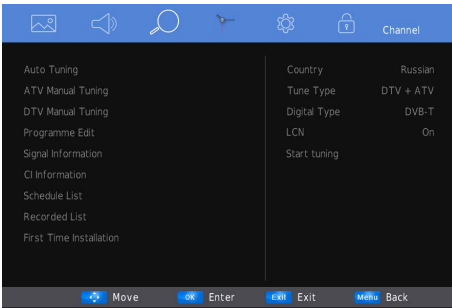 Channel
Auto Tuning
ATV Manual Tuning
DTV Manual Tuning
Programme Edit
Signal Information
CI Information
Schedule List
Recorded List
First Time Installation
Country Russian
Tune Type DTV + ATV
Digital Type DVB-T
LCN On
Start tuning
Move OK Enter Exit Exit Menu Back